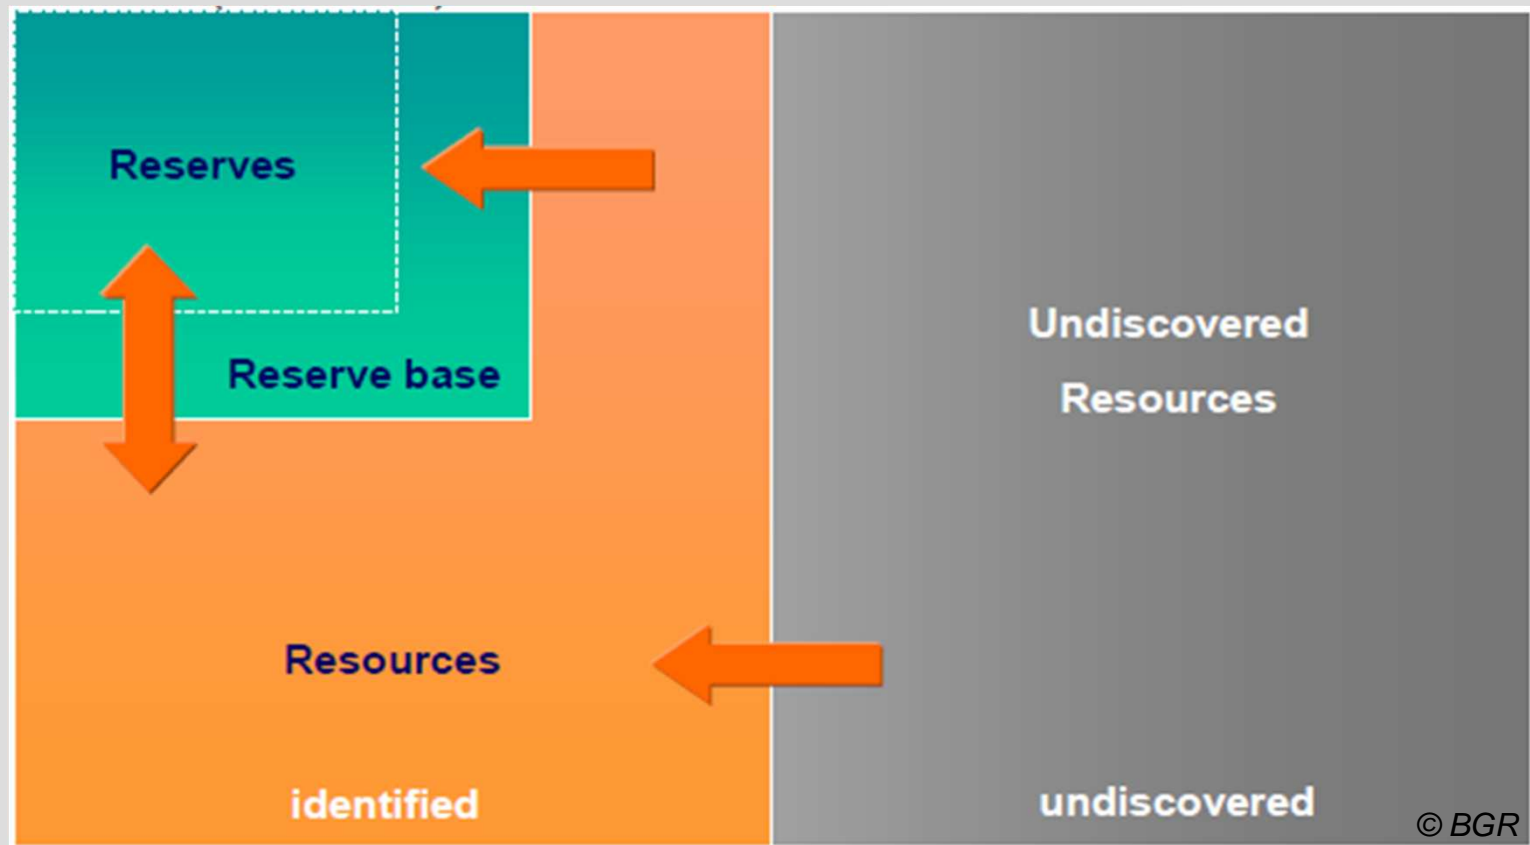 Reserves
Reserve base
Undiscovered
Resources
Resources
identified
undiscovered
© BGR